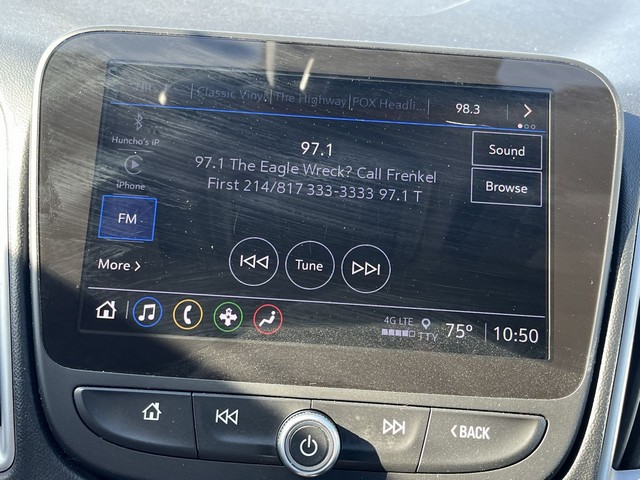 Classic Vinyl The Highway FOX Headli... 98.3
Huncho's iP
iPhone
FM
More
97.1
97.1 The Eagle Wreck? Call Frenkel
First 214/817 333-3333 97.1 T
Sound
Browse
Tune
4G LTE
TTY
75°
10:50
BACK